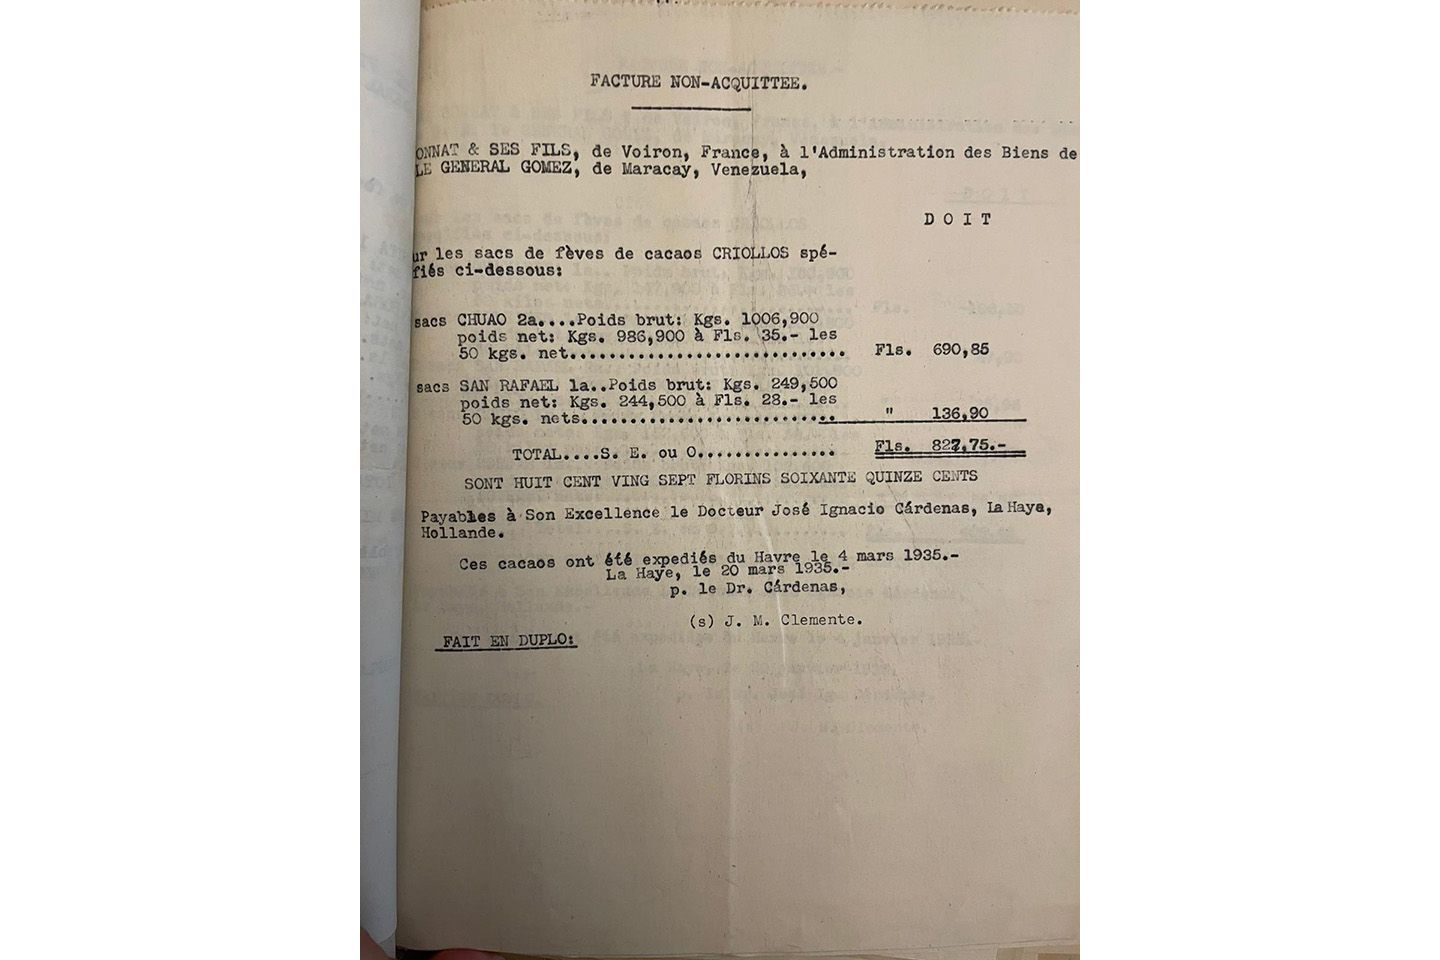 FACTURE NON-ACQUITTEE.
ONNAT & SES FILS, de Voiron, France, à l'Administration des Biens de
LE GENERAL GOMEZ, de Maracay, Venezuela,
D O I T
ur les sacs de fèves de cacaos CRIOLLOS spé-
fiés ci-dessous:
sacs CHUAO 2a....Poids brut: Kgs. 1006,900
poids net: Kgs. 986,900 à Fls. 35.- les
50 kgs. net............................ Fls. 690,85
sacs SAN RAFAEL 1a..Poids brut: Kgs. 249,500
poids net: Kgs. 244,500 à Fls. 28.- les
50 kgs. nets.......................... " 136,90
TOTAL....S. E. ou O.............. Fls. 827,75.-
SONT HUIT CENT VING SEPT FLORINS SOIXANTE QUINZE CENTS
Payables à Son Excellence le Docteur José Ignacio Cárdenas, La Haye,
Hollande.
Ces cacaos ont été expediés du Havre le 4 mars 1935.-
La Haye, le 20 mars 1935.-
p. le Dr. Cárdenas,
(s) J. M. Clemente.
FAIT EN DUPLO: